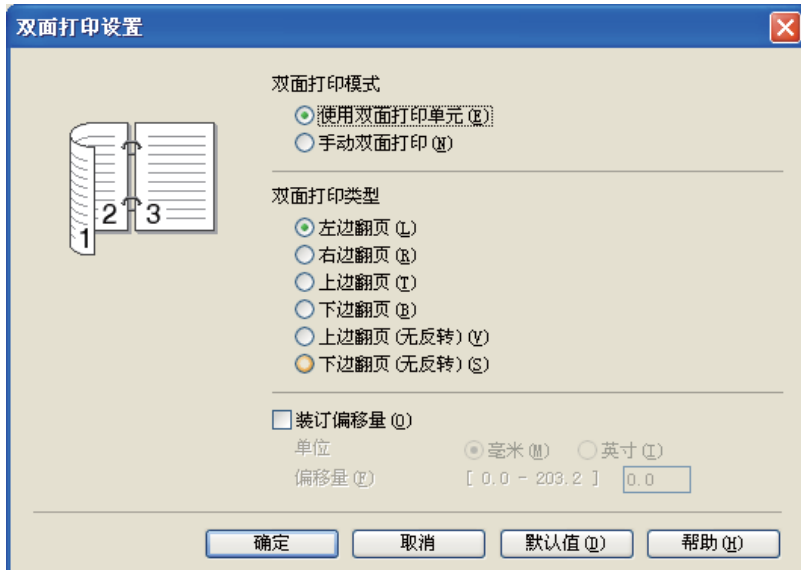 双面打印设置
双面打印模式
使用双面打印单元(E)
手动双面打印(N)
1 2 3
双面打印类型
左边翻页(L)
右边翻页(R)
上边翻页(T)
下边翻页(B)
上边翻页(无反转)(V)
下边翻页(无反转)(S)
装订偏移量(O)
单位 毫米(M) 英寸(I)
偏移量(F) [ 0.0 - 203.2 ] 0.0
确定 取消 默认值(D) 帮助(H)